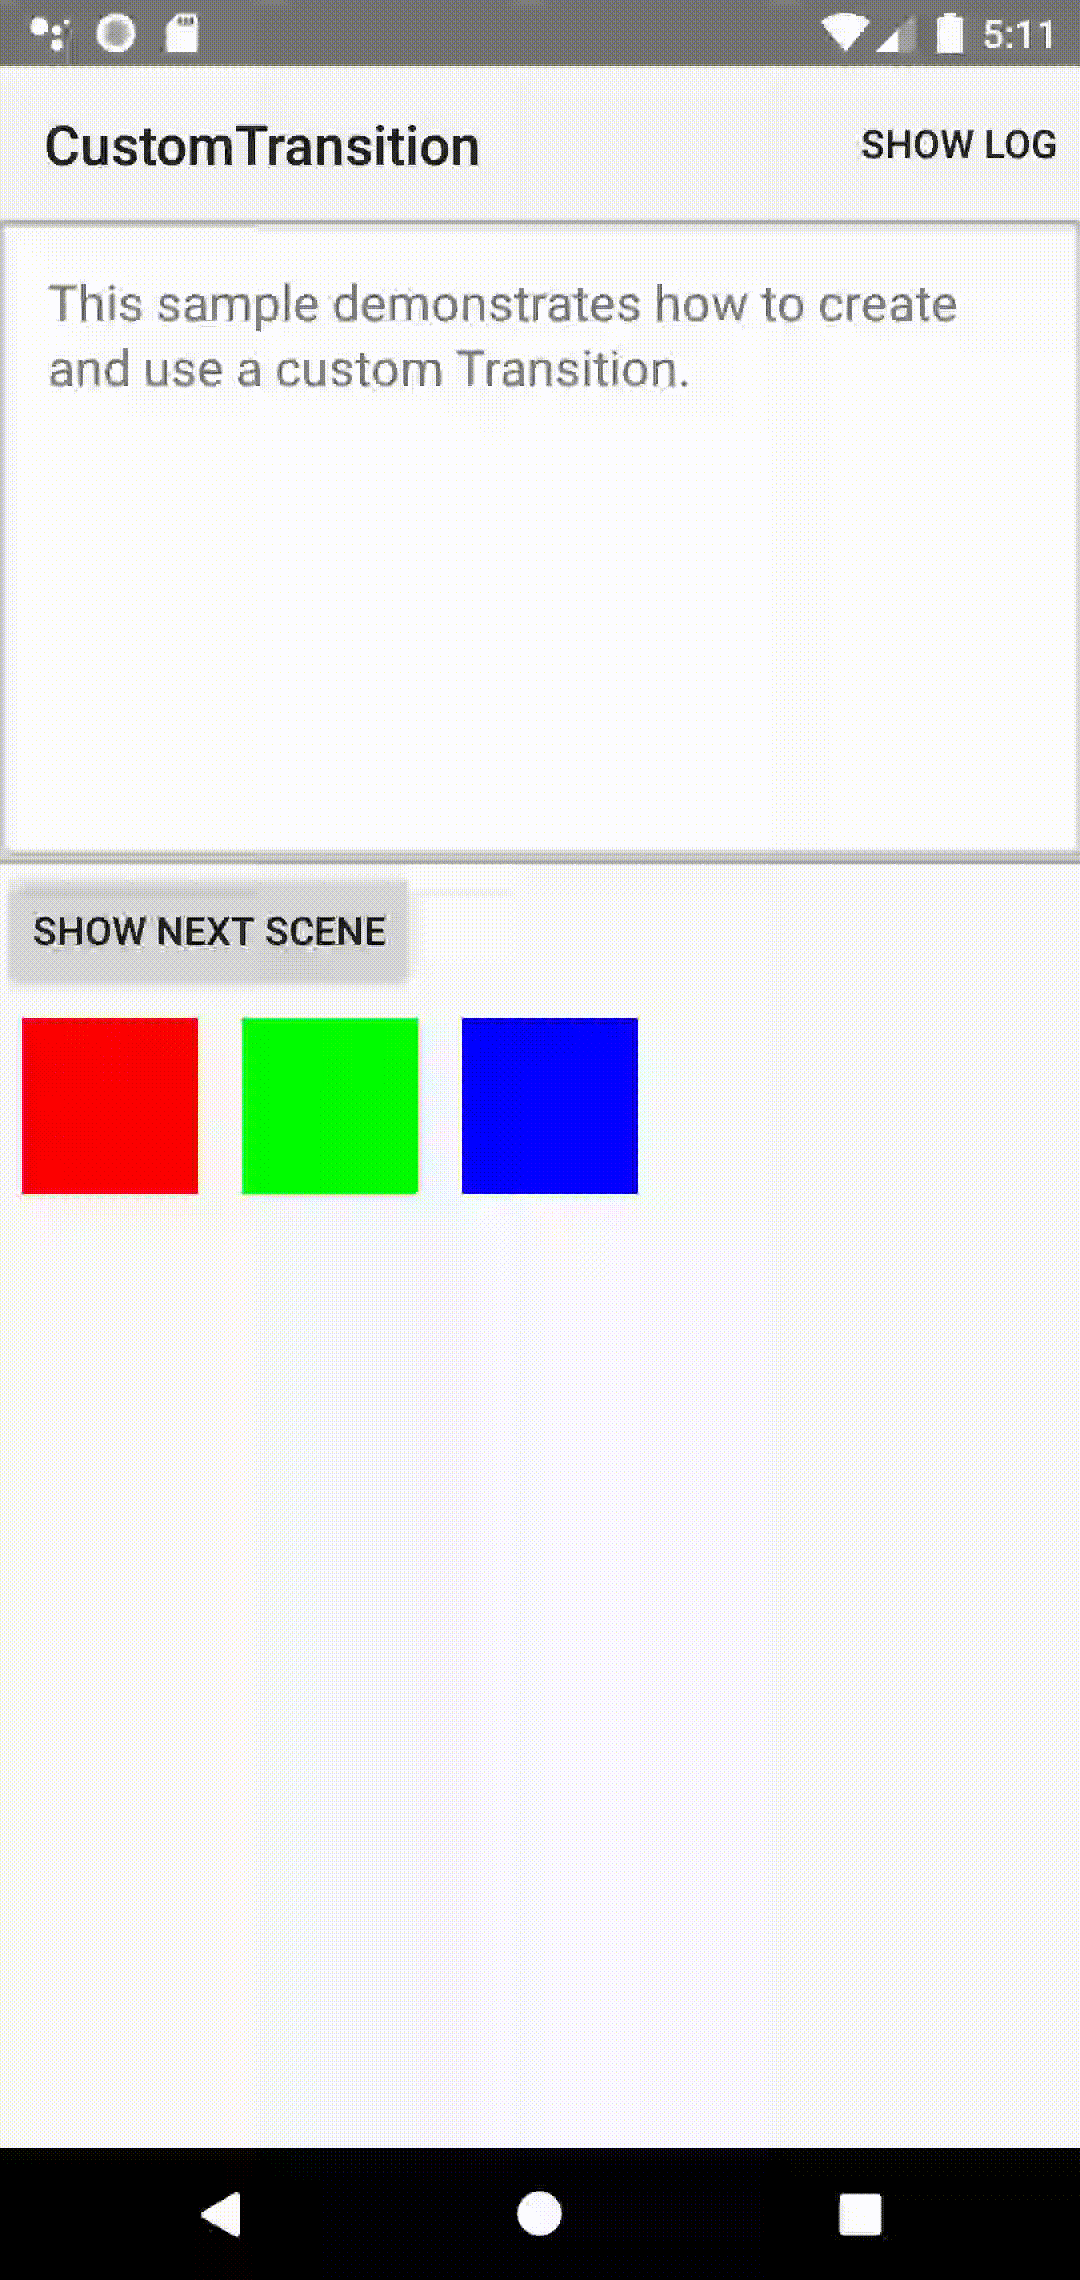 5:11
CustomTransition
SHOW LOG
This sample demonstrates how to create
and use a custom Transition.
SHOW NEXT SCENE